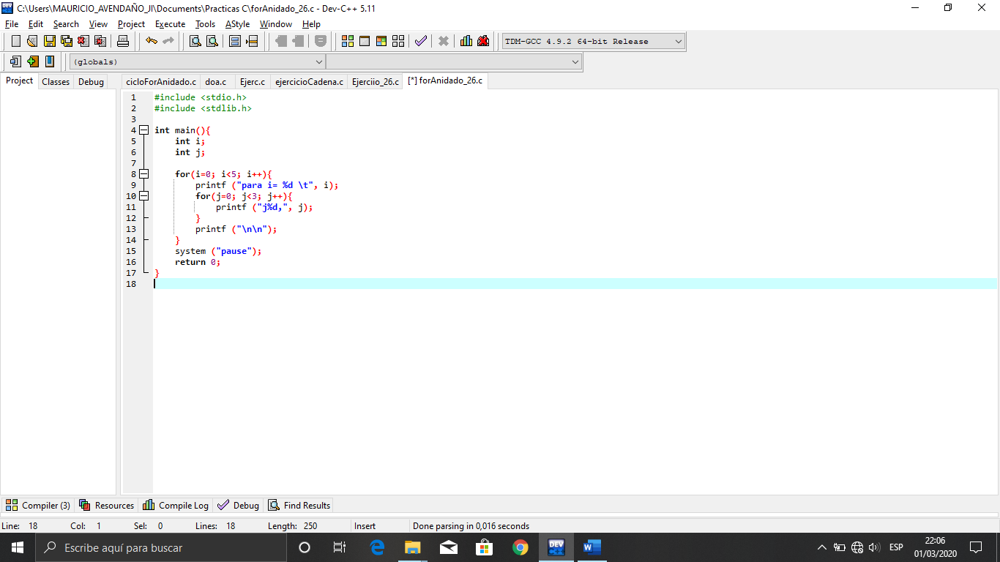 C:\Users\MAURICIO_AVENDAÑO_JI\Documents\Practicas C\forAnidado_26.c - Dev-C++ 5.11
File Edit Search View Project Execute Tools AStyle Window Help
TDM-GCC 4.9.2 64-bit Release
(globals)
Project Classes Debug cicloForAnidado.c doa.c Ejerc.c ejercicioCadena.c Ejerciio_26.c [*] forAnidado_26.c
1 #include <stdio.h>
2 #include <stdlib.h>
3
4 int main(){
5 int i;
6 int j;
7
8 for(i=0; i<5; i++){
9 printf ("para i= %d \t", i);
10 for(j=0; j<3; j++){
11 printf ("j%d,", j);
12 }
13 printf ("\n\n");
14 }
15 system ("pause");
16 return 0;
17 }
18
Compiler (3) Resources Compile Log Debug Find Results
Line: 18 Col: 1 Sel: 0 Lines: 18 Length: 250 Insert Done parsing in 0,016 seconds
Escribe aquí para buscar DEV W ESP 22:06
01/03/2020